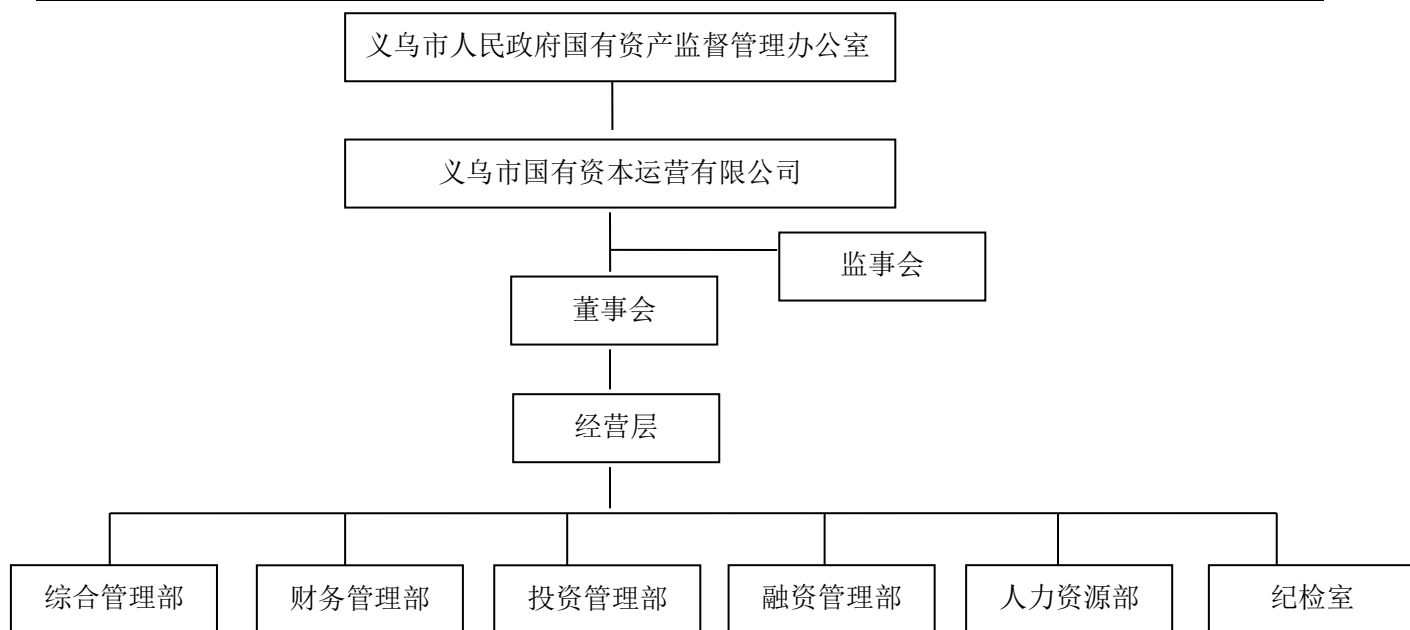 义乌市人民政府国有资产监督管理办公室
义乌市国有资本运营有限公司
监事会
董事会
经营层
综合管理部
财务管理部
投资管理部
融资管理部
人力资源部
纪检室